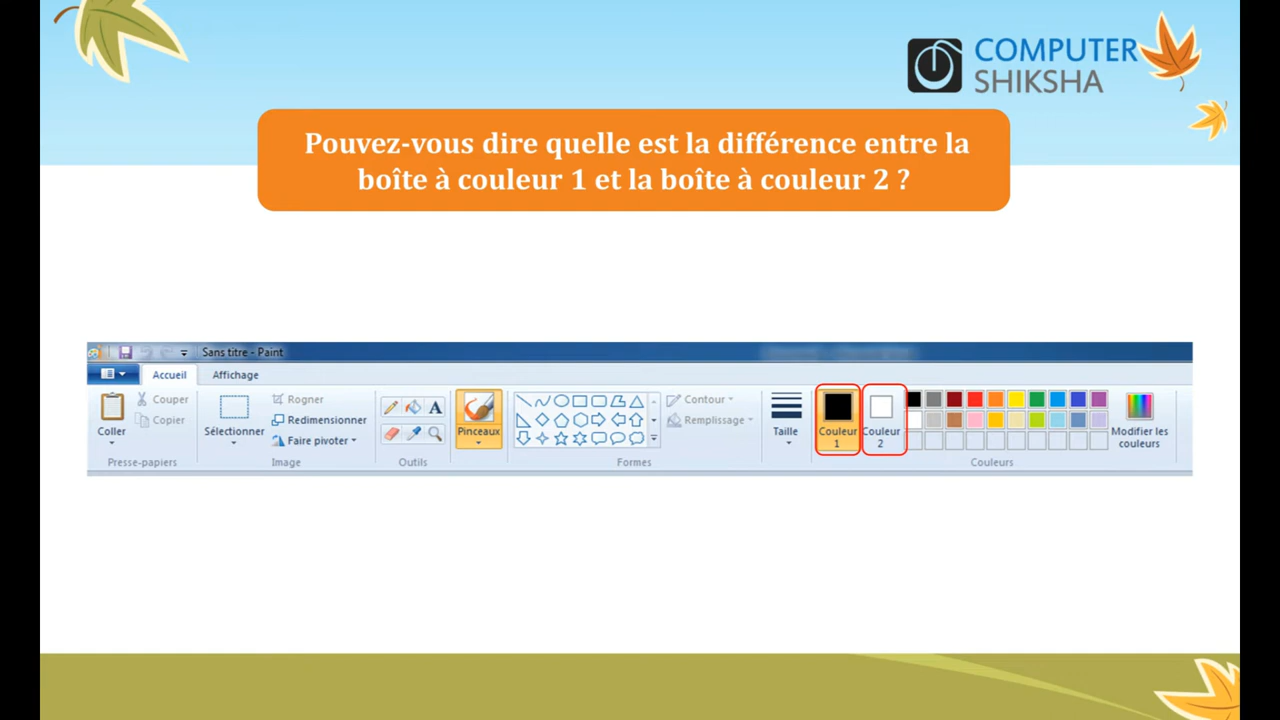 COMPUTER
SHIKSHA
Pouvez-vous dire quelle est la différence entre la
boîte à couleur 1 et la boîte à couleur 2 ?
Sans titre - Paint
Accueil Affichage
Coller
Couper
Copier
Presse-papiers
Sélectionner
Rogner
Redimensionner
Faire pivoter
Image
A
Outils
Pinceaux
Contour
Remplissage
Formes
Taille
Couleur
1
Couleur
2
Modifier les
couleurs
Couleurs